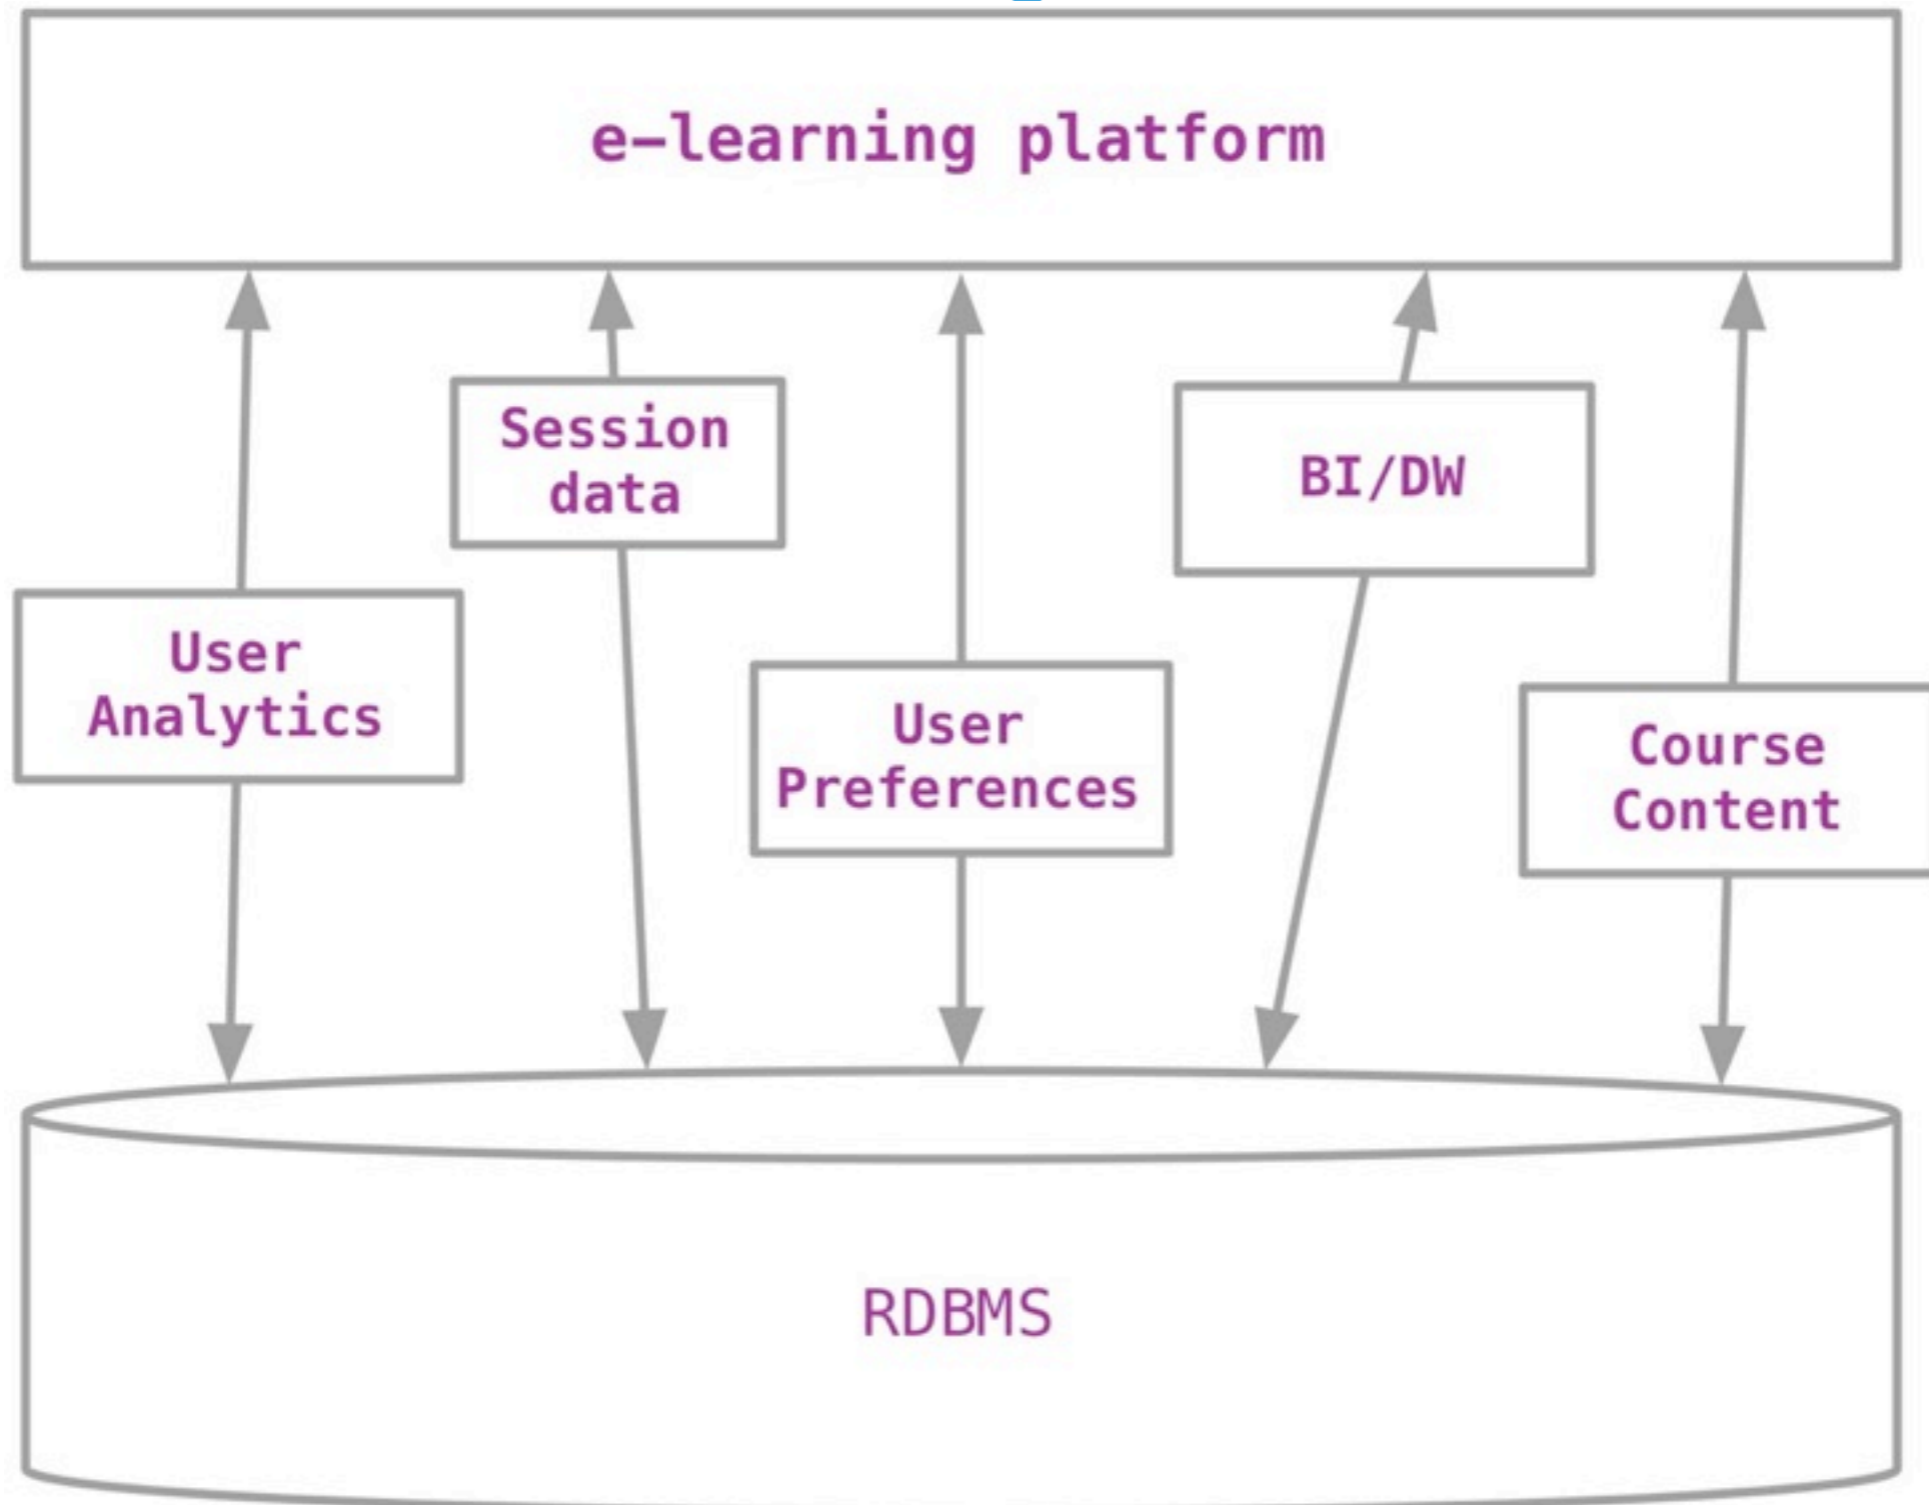 e-learning platform
Session
data
BI/DW
User
Analytics
User
Preferences
Course
Content
RDBMS